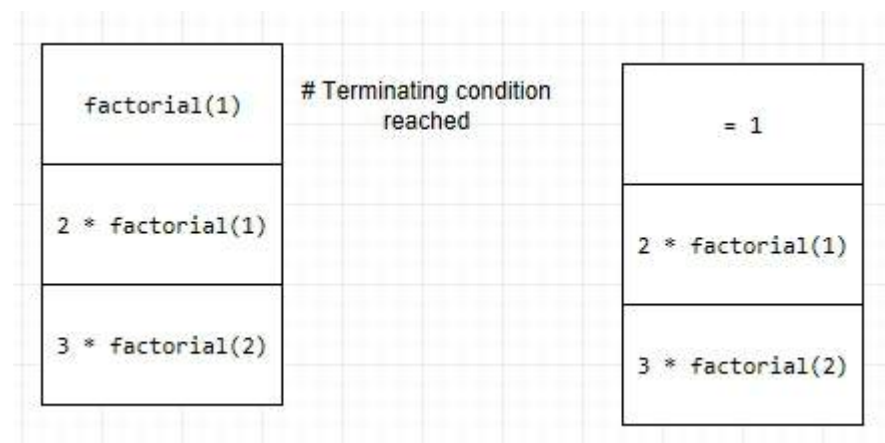 factorial(1)
2 * factorial(1)
3 * factorial(2)
# Terminating condition
reached
= 1
2 * factorial(1)
3 * factorial(2)